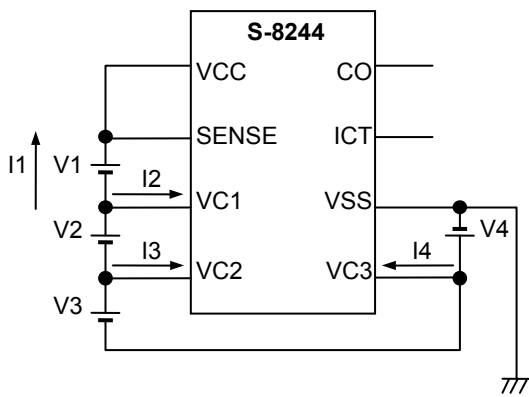 S-8244
VCC
CO
SENSE
ICT
I1
V1
I2
VC1
VSS
V2
V4
I3
I4
VC2
VC3
V3